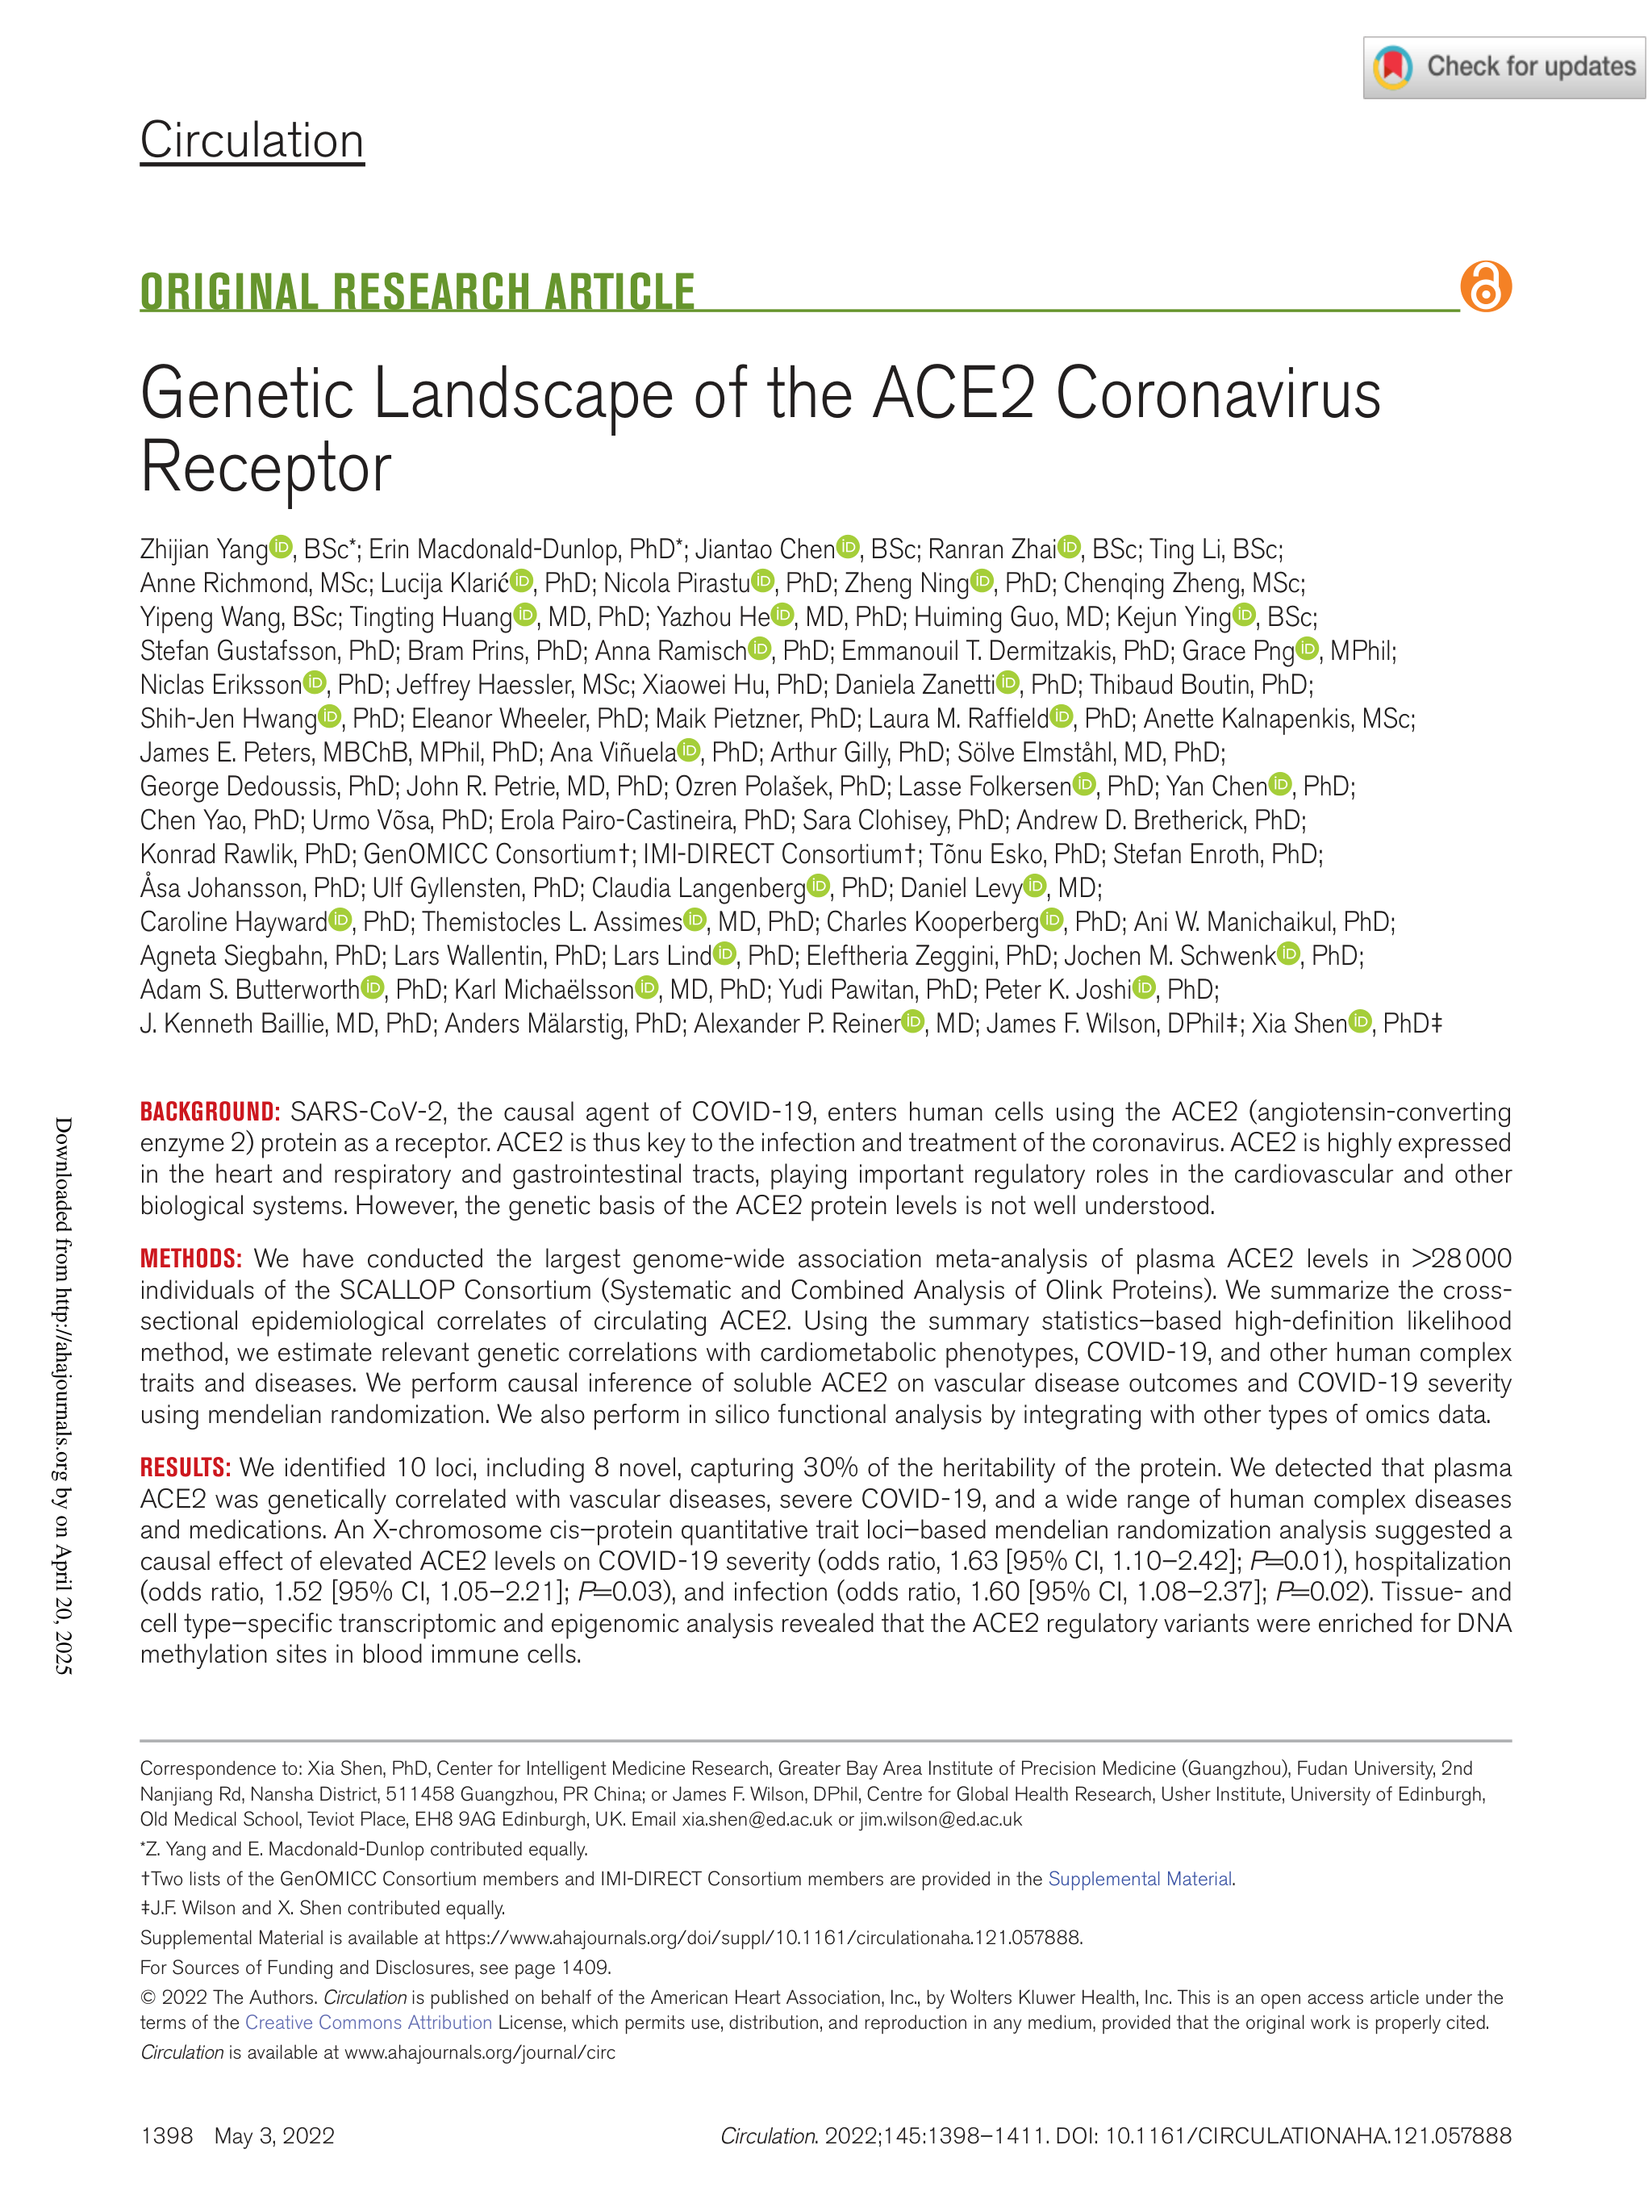 Check for updates
Circulation
ORIGINAL RESEARCH ARTICLE
Genetic Landscape of the ACE2 Coronavirus
Receptor
Zhijian Yang iD, BSc*; Erin Macdonald-Dunlop, PhD*; Jiantao Chen iD, BSc; Ranran Zhai iD, BSc; Ting Li, BSc;
Anne Richmond, MSc; Lucija Klarić iD, PhD; Nicola Pirastu iD, PhD; Zheng Ning iD, PhD; Chenqing Zheng, MSc;
Yipeng Wang, BSc; Tingting Huang iD, MD, PhD; Yazhou He iD, MD, PhD; Huiming Guo, MD; Kejun Ying iD, BSc;
Stefan Gustafsson, PhD; Bram Prins, PhD; Anna Ramisch iD, PhD; Emmanouil T. Dermitzakis, PhD; Grace Png iD, MPhil;
Niclas Eriksson iD, PhD; Jeffrey Haessler, MSc; Xiaowei Hu, PhD; Daniela Zanetti iD, PhD; Thibaud Boutin, PhD;
Shih-Jen Hwang iD, PhD; Eleanor Wheeler, PhD; Maik Pietzner, PhD; Laura M. Raffield iD, PhD; Anette Kalnapenkis, MSc;
James E. Peters, MBChB, MPhil, PhD; Ana Viñuela iD, PhD; Arthur Gilly, PhD; Sölve Elmståhl, MD, PhD;
George Dedoussis, PhD; John R. Petrie, MD, PhD; Ozren Polašek, PhD; Lasse Folkersen iD, PhD; Yan Chen iD, PhD;
Chen Yao, PhD; Urmo Võsa, PhD; Erola Pairo-Castineira, PhD; Sara Clohisey, PhD; Andrew D. Bretherick, PhD;
Konrad Rawlik, PhD; GenOMICC Consortium†; IMI-DIRECT Consortium†; Tõnu Esko, PhD; Stefan Enroth, PhD;
Åsa Johansson, PhD; Ulf Gyllensten, PhD; Claudia Langenberg iD, PhD; Daniel Levy iD, MD;
Caroline Hayward iD, PhD; Themistocles L. Assimes iD, MD, PhD; Charles Kooperberg iD, PhD; Ani W. Manichaikul, PhD;
Agneta Siegbahn, PhD; Lars Wallentin, PhD; Lars Lind iD, PhD; Eleftheria Zeggini, PhD; Jochen M. Schwenk iD, PhD;
Adam S. Butterworth iD, PhD; Karl Michaëlsson iD, MD, PhD; Yudi Pawitan, PhD; Peter K. Joshi iD, PhD;
J. Kenneth Baillie, MD, PhD; Anders Mälarstig, PhD; Alexander P. Reiner iD, MD; James F. Wilson, DPhil‡; Xia Shen iD, PhD‡
BACKGROUND: SARS-CoV-2, the causal agent of COVID-19, enters human cells using the ACE2 (angiotensin-converting
enzyme 2) protein as a receptor. ACE2 is thus key to the infection and treatment of the coronavirus. ACE2 is highly expressed
in the heart and respiratory and gastrointestinal tracts, playing important regulatory roles in the cardiovascular and other
biological systems. However, the genetic basis of the ACE2 protein levels is not well understood.
METHODS: We have conducted the largest genome-wide association meta-analysis of plasma ACE2 levels in >28 000
individuals of the SCALLOP Consortium (Systematic and Combined Analysis of Olink Proteins). We summarize the cross-
sectional epidemiological correlates of circulating ACE2. Using the summary statistics–based high-definition likelihood
method, we estimate relevant genetic correlations with cardiometabolic phenotypes, COVID-19, and other human complex
traits and diseases. We perform causal inference of soluble ACE2 on vascular disease outcomes and COVID-19 severity
using mendelian randomization. We also perform in silico functional analysis by integrating with other types of omics data.
RESULTS: We identified 10 loci, including 8 novel, capturing 30% of the heritability of the protein. We detected that plasma
ACE2 was genetically correlated with vascular diseases, severe COVID-19, and a wide range of human complex diseases
and medications. An X-chromosome cis–protein quantitative trait loci–based mendelian randomization analysis suggested a
causal effect of elevated ACE2 levels on COVID-19 severity (odds ratio, 1.63 [95% CI, 1.10–2.42]; P=0.01), hospitalization
(odds ratio, 1.52 [95% CI, 1.05–2.21]; P=0.03), and infection (odds ratio, 1.60 [95% CI, 1.08–2.37]; P=0.02). Tissue- and
cell type–specific transcriptomic and epigenomic analysis revealed that the ACE2 regulatory variants were enriched for DNA
methylation sites in blood immune cells.
Correspondence to: Xia Shen, PhD, Center for Intelligent Medicine Research, Greater Bay Area Institute of Precision Medicine (Guangzhou), Fudan University, 2nd
Nanjiang Rd, Nansha District, 511458 Guangzhou, PR China; or James F. Wilson, DPhil, Centre for Global Health Research, Usher Institute, University of Edinburgh,
Old Medical School, Teviot Place, EH8 9AG Edinburgh, UK. Email xia.shen@ed.ac.uk or jim.wilson@ed.ac.uk
*Z. Yang and E. Macdonald-Dunlop contributed equally.
†Two lists of the GenOMICC Consortium members and IMI-DIRECT Consortium members are provided in the Supplemental Material.
‡J.F. Wilson and X. Shen contributed equally.
Supplemental Material is available at https://www.ahajournals.org/doi/suppl/10.1161/circulationaha.121.057888.
For Sources of Funding and Disclosures, see page 1409.
© 2022 The Authors. Circulation is published on behalf of the American Heart Association, Inc., by Wolters Kluwer Health, Inc. This is an open access article under the
terms of the Creative Commons Attribution License, which permits use, distribution, and reproduction in any medium, provided that the original work is properly cited.
Circulation is available at www.ahajournals.org/journal/circ
1398 May 3, 2022
Circulation. 2022;145:1398–1411. DOI: 10.1161/CIRCULATIONAHA.121.057888
Downloaded from http://ahajournals.org by on April 20, 2025